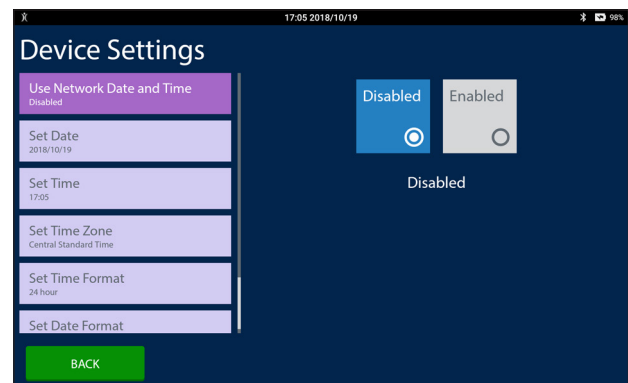 17:05 2018/10/19
98%
Device Settings
Use Network Date and Time
Disabled
Set Date
2018/10/19
Set Time
17:05
Set Time Zone
Central Standard Time
Set Time Format
24 hour
Set Date Format
BACK
Disabled
Enabled
Disabled